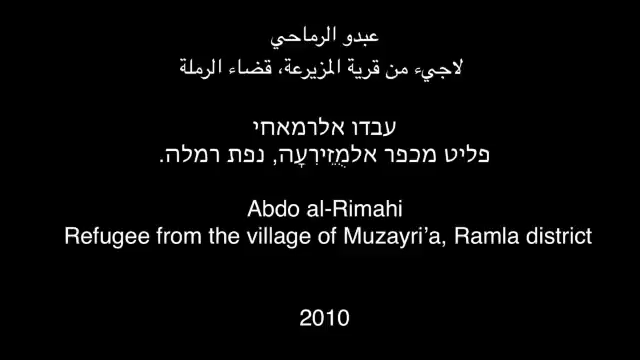 عبدو الرماحي
لاجيء من قرية المزيرعة، قضاء الرملة
עבדו אלרמאחי
פליט מכפר אלמֻזֵירִעָה, נפת רמלה.
Abdo al-Rimahi
Refugee from the village of Muzayri’a, Ramla district
2010